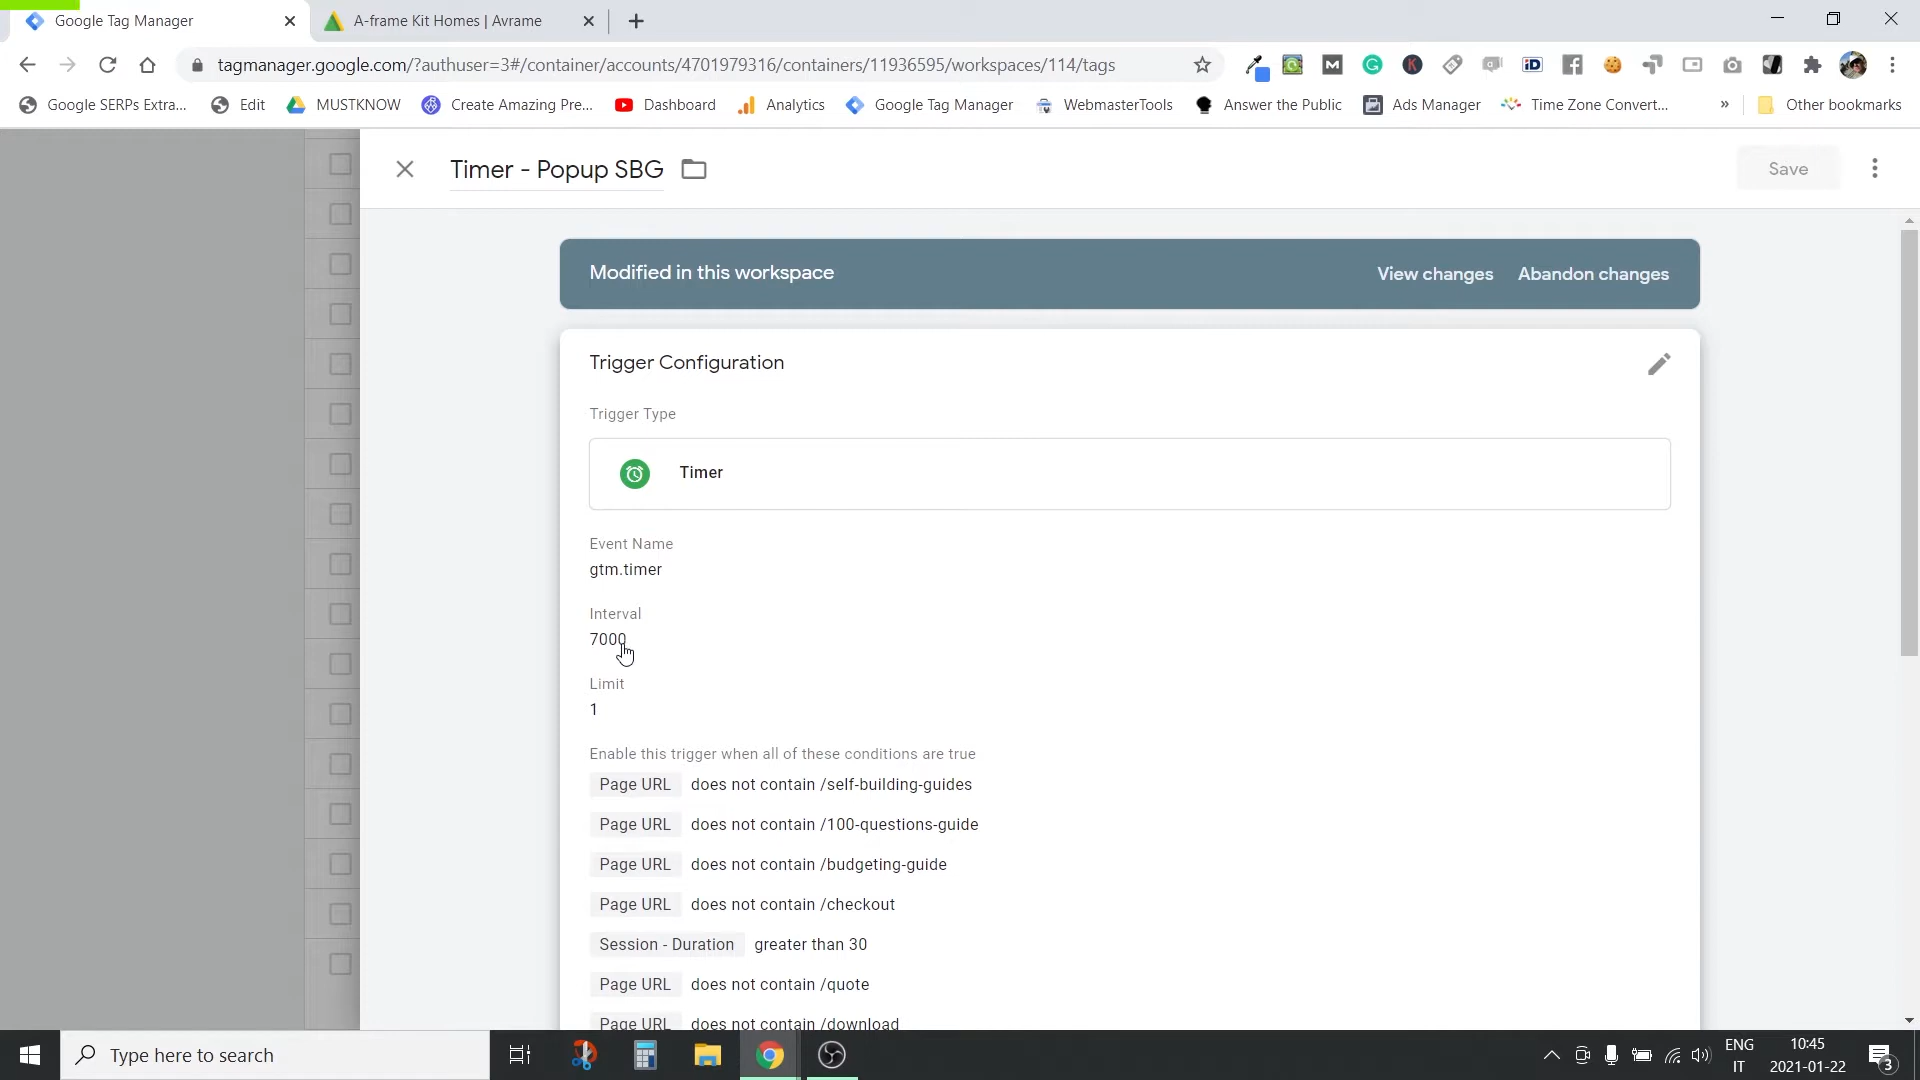 Google Tag Manager
A-frame Kit Homes | Avrame
tagmanager.google.com/?authuser=3#/container/accounts/4701979316/containers/11936595/workspaces/114/tags
Google SERPs Extra... Edit MUSTKNOW Create Amazing Pre... Dashboard Analytics Google Tag Manager WebmasterTools Answer the Public Ads Manager Time Zone Convert... » Other bookmarks
Timer - Popup SBG
Save
Modified in this workspace
View changes
Abandon changes
Trigger Configuration
Trigger Type
Timer
Event Name
gtm.timer
Interval
7000
Limit
1
Enable this trigger when all of these conditions are true
Page URL does not contain /self-building-guides
Page URL does not contain /100-questions-guide
Page URL does not contain /budgeting-guide
Page URL does not contain /checkout
Session - Duration greater than 30
Page URL does not contain /quote
Page URL does not contain /download
Type here to search
ENG
IT
10:45
2021-01-22
3